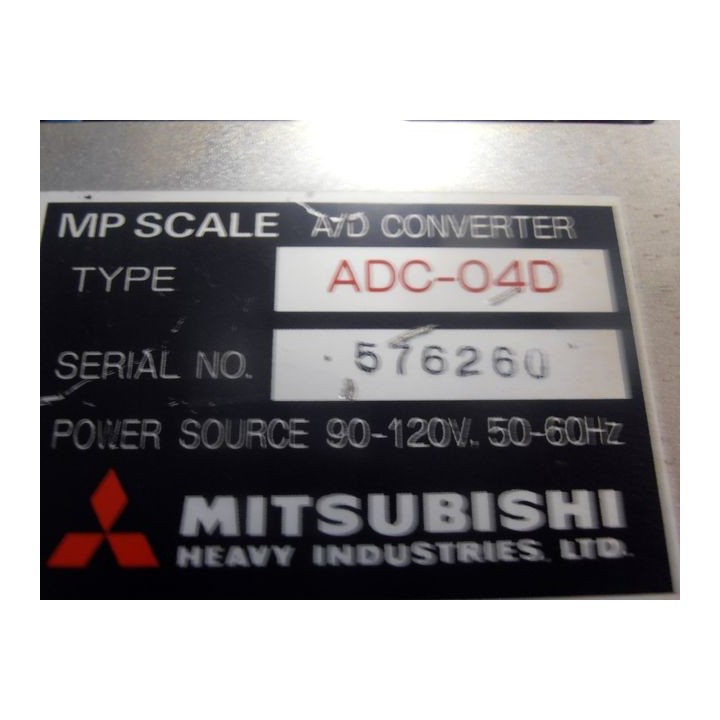 MP SCALE A/D CONVERTER
TYPE ADC-04D
SERIAL NO. 576260
POWER SOURCE 90-120V. 50-60Hz
MITSUBISHI
HEAVY INDUSTRIES, LTD.